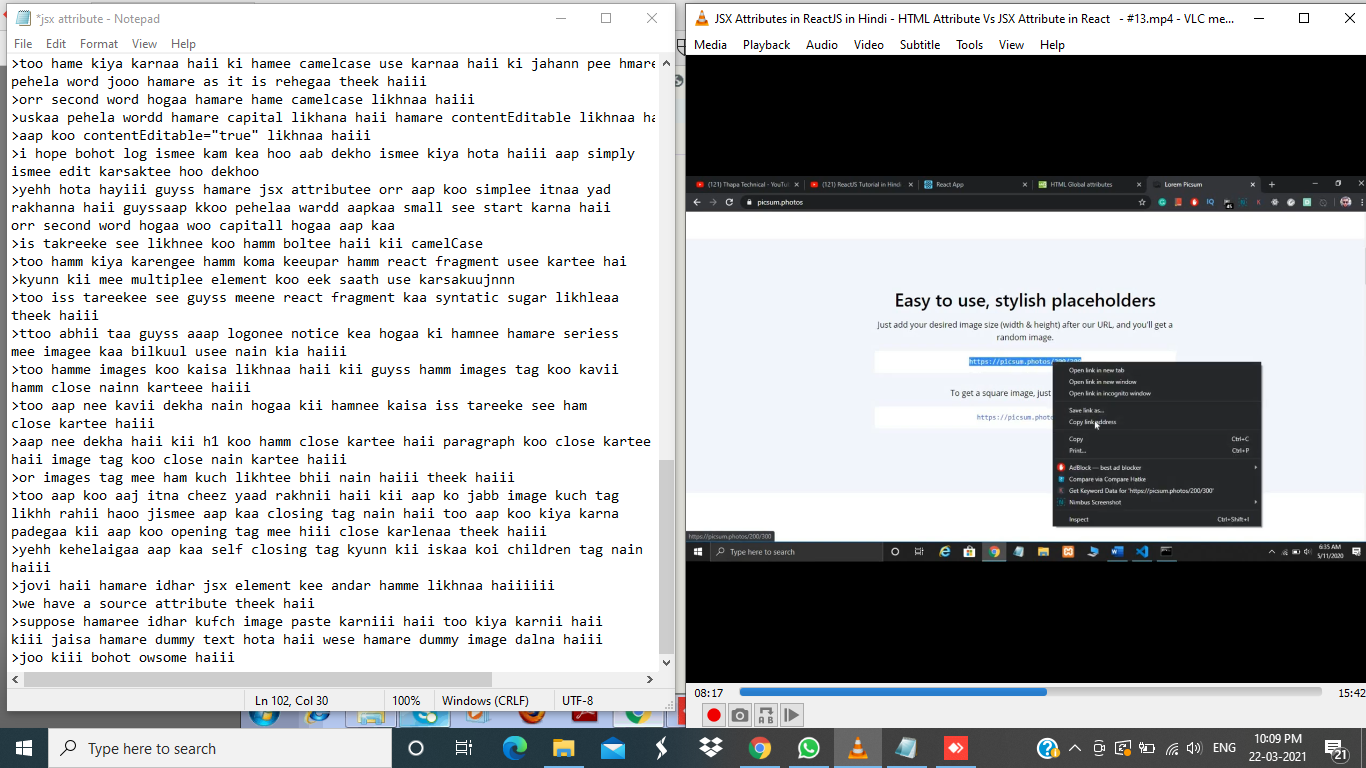 *jsx attribute - Notepad
File Edit Format View Help
>too hame kiya karnaa haii ki hamee camelcase use karnaa haii ki jahann pee hmare
pehela word jooo hamare as it is rehegaa theek haiii
>orr second word hogaa hamare hame camelcase likhnaa haiii
>uskaa pehela wordd hamare capital likhana haii hamare contentEditable likhnaa ha
>aap koo contentEditable="true" likhnaa haiii
>i hope bohot log ismee kam kea hoo aab dekho ismee kiya hota haiii aap simply
ismee edit karsaktee hoo dekhoo
>yehh hota hayiii guyss hamare jsx attributee orr aap koo simplee itnaa yad
rakhanna haii guyssaap kkoo pehelaa wardd aapkaa small see start karna haii
orr second word hogaa woo capitall hogaa aap kaa
>is takreeke see likhnee koo hamm boltee haii kii camelCase
>too hamm kiya karengee hamm koma keeupar hamm react fragment usee kartee hai
>kyunn kii mee multiplee element koo eek saath use karsakuujnnn
>too iss tareekee see guyss meene react fragment kaa syntatic sugar likhleaa
theek haiii
>ttoo abhii taa guyss aaap logonee notice kea hogaa ki hamnee hamare seriess
mee imagee kaa bilkuul usee nain kia haiii
>too hamme images koo kaisa likhnaa haii kii guyss hamm images tag koo kavii
hamm close nainn karteee haiii
>too aap nee kavii dekha nain hogaa kii hamnee kaisa iss tareeke see ham
close kartee haiii
>aap nee dekha haii kii h1 koo hamm close kartee haii paragraph koo close kartee
haii image tag koo close nain kartee haiii
>or images tag mee ham kuch likhtee bhii nain haiii theek haiii
>too aap koo aaj itna cheez yaad rakhnii haii kii aap ko jabb image kuch tag
likhh rahii haoo jismee aap kaa closing tag nain haii too aap koo kiya karna
padegaa kii aap koo opening tag mee hiii close karlenaa theek haiii
>yehh kehelaigaa aap kaa self closing tag kyunn kii iskaa koi children tag nain
haiii
>jovi haii hamare idhar jsx element kee andar hamme likhnaa haiiiiii
>we have a source attribute theek haii
>suppose hamaree idhar kufch image paste karniii haii too kiya karnii haii
kiii jaisa hamare dummy text hota haii wese hamare dummy image dalna haiii
>joo kiii bohot owsome haiii
Ln 102, Col 30 100% Windows (CRLF) UTF-8
JSX Attributes in ReactJS in Hindi - HTML Attribute Vs JSX Attribute in React - #13.mp4 - VLC me...
Media Playback Audio Video Subtitle Tools View Help
(121) Thapa Technical - YouTu (121) ReactJS Tutorial in Hindi React App HTML Global attributes Lorem Picsum
picsum.photos
Easy to use, stylish placeholders
Just add your desired image size (width & height) after our URL, and you'll get a
random image.
https://picsum.photos/200/300
To get a square image, just
https://picsum.photo
Open link in new tab
Open link in new window
Open link in incognito window
Save link as...
Copy link address
Copy Ctrl+C
Print... Ctrl+P
AdBlock — best ad blocker
Compare via Compare Hatke
Get Keyword Data for 'https://picsum.photos/200/300'
Nimbus Screenshot
Inspect Ctrl+Shift+I
https://picsum.photos/200/300
Type here to search
6:35 AM
5/11/2020
08:17 15:42
Type here to search
ENG
10:09 PM
22-03-2021
21